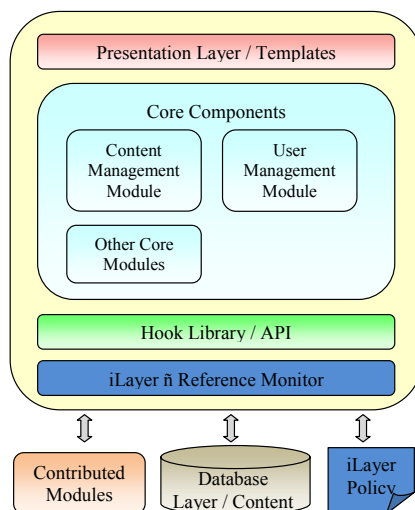 Presentation Layer / Templates
Core Components
Content
Management
Module
User
Management
Module
Other Core
Modules
Hook Library / API
iLayer ñ Reference Monitor
Contributed
Modules
Database
Layer / Content
iLayer
Policy